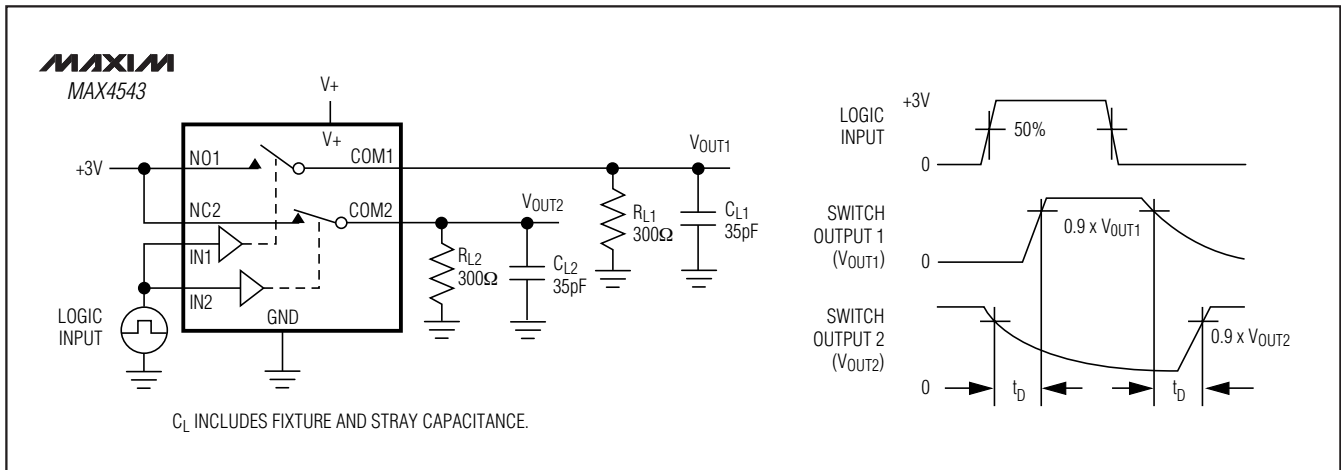 MAXIM
MAX4543
V+
V+
+3V
NO1
COM1
VOUT1
NC2
COM2
VOUT2
IN1
IN2
RL1
300Ω
CL1
35pF
RL2
300Ω
CL2
35pF
LOGIC
INPUT
GND
CL INCLUDES FIXTURE AND STRAY CAPACITANCE.
LOGIC
INPUT
+3V
50%
0
SWITCH
OUTPUT 1
(VOUT1)
0.9 x VOUT1
0
SWITCH
OUTPUT 2
(VOUT2)
0.9 x VOUT2
0
tD
tD